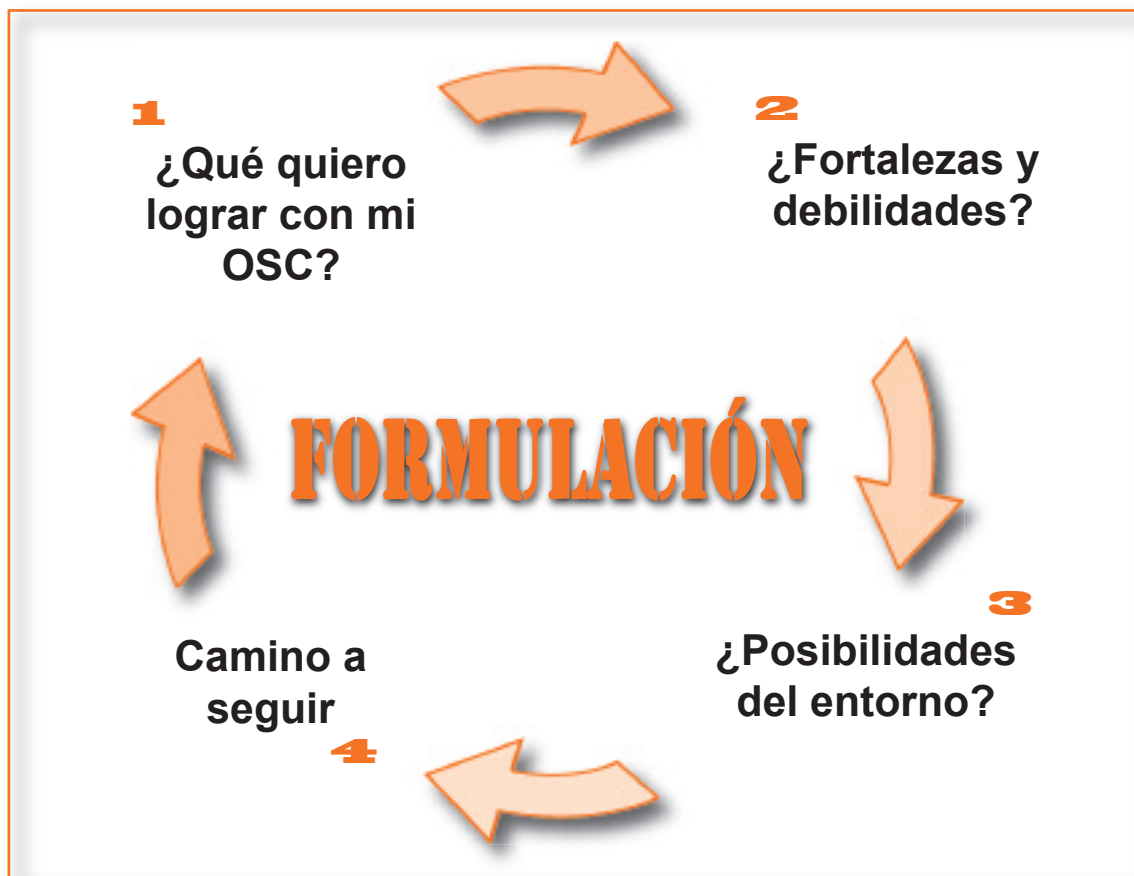 1
¿Qué quiero
lograr con mi
OSC?
2
¿Fortalezas y
debilidades?
FORMULACIÓN
3
¿Posibilidades
del entorno?
Camino a
seguir
4